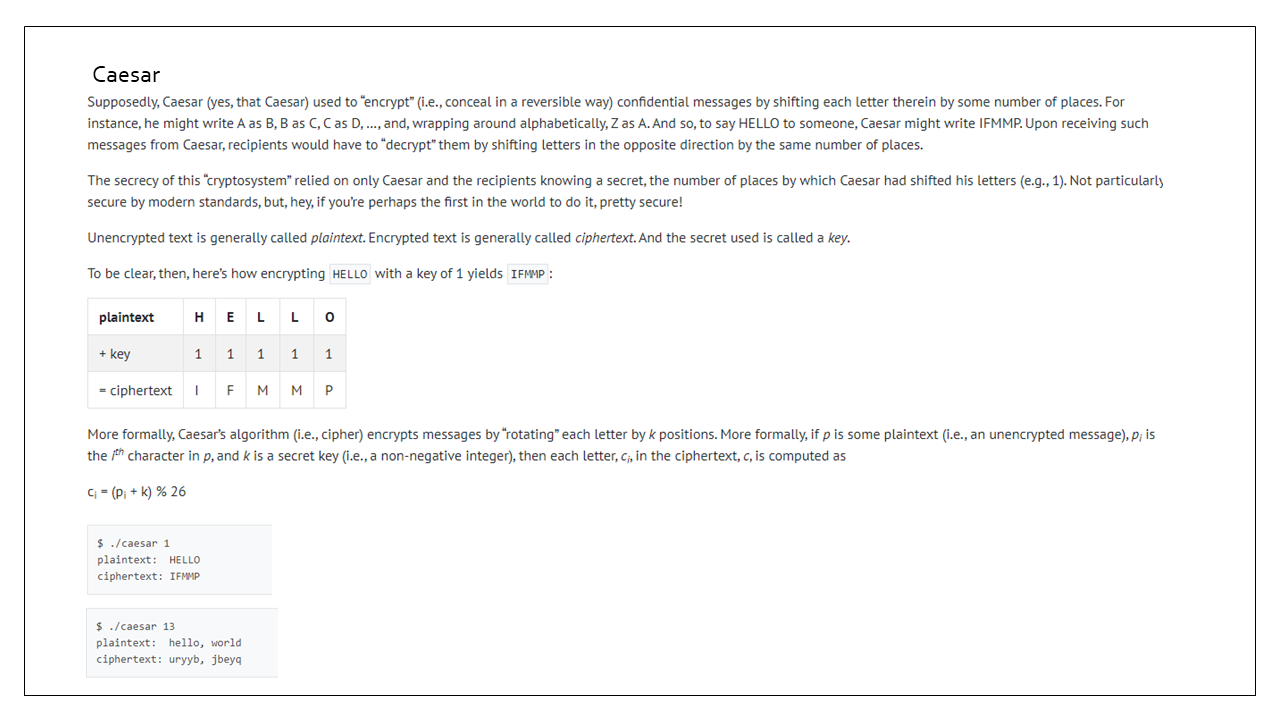 Caesar
Supposedly, Caesar (yes, that Caesar) used to “encrypt” (i.e., conceal in a reversible way) confidential messages by shifting each letter therein by some number of places. For
instance, he might write A as B, B as C, C as D, …, and, wrapping around alphabetically, Z as A. And so, to say HELLO to someone, Caesar might write IFMMP. Upon receiving such
messages from Caesar, recipients would have to “decrypt” them by shifting letters in the opposite direction by the same number of places.
The secrecy of this “cryptosystem” relied on only Caesar and the recipients knowing a secret, the number of places by which Caesar had shifted his letters (e.g., 1). Not particularly
secure by modern standards, but, hey, if you’re perhaps the first in the world to do it, pretty secure!
Unencrypted text is generally called plaintext. Encrypted text is generally called ciphertext. And the secret used is called a key.
To be clear, then, here’s how encrypting HELLO with a key of 1 yields IFMMP:
plaintext H E L L O
+ key 1 1 1 1 1
= ciphertext I F M M P
More formally, Caesar’s algorithm (i.e., cipher) encrypts messages by “rotating” each letter by k positions. More formally, if p is some plaintext (i.e., an unencrypted message), pi is
the ith character in p, and k is a secret key (i.e., a non-negative integer), then each letter, ci, in the ciphertext, c, is computed as
ci = (pi + k) % 26
$ ./caesar 1
plaintext:  HELLO
ciphertext: IFMMP
$ ./caesar 13
plaintext:  hello, world
ciphertext: uryyb, jbeyq